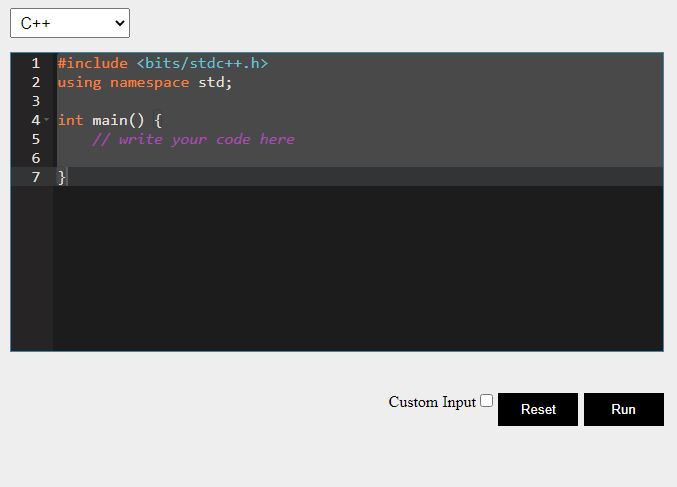 C++
1 #include <bits/stdc++.h>
2 using namespace std;
3
4 int main() {
5     // write your code here
6
7 }
Custom Input Reset Run